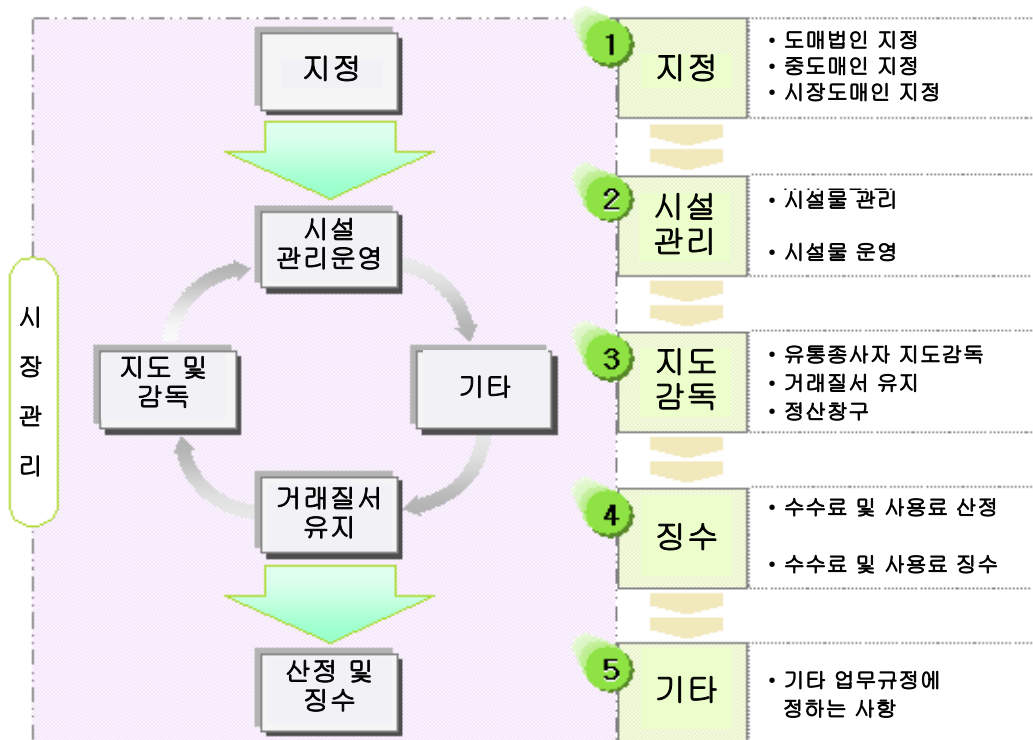 시
장
관
리
지정
시설
관리운영
지도 및
감독
기타
거래질서
유지
산정 및
징수
1
지정
• 도매법인 지정
• 중도매인 지정
• 시장도매인 지정
2
시설
관리
• 시설물 관리
• 시설물 운영
3
지도
감독
• 유통종사자 지도감독
• 거래질서 유지
• 정산창구
4
징수
• 수수료 및 사용료 산정
• 수수료 및 사용료 징수
5
기타
• 기타 업무규정에
정하는 사항